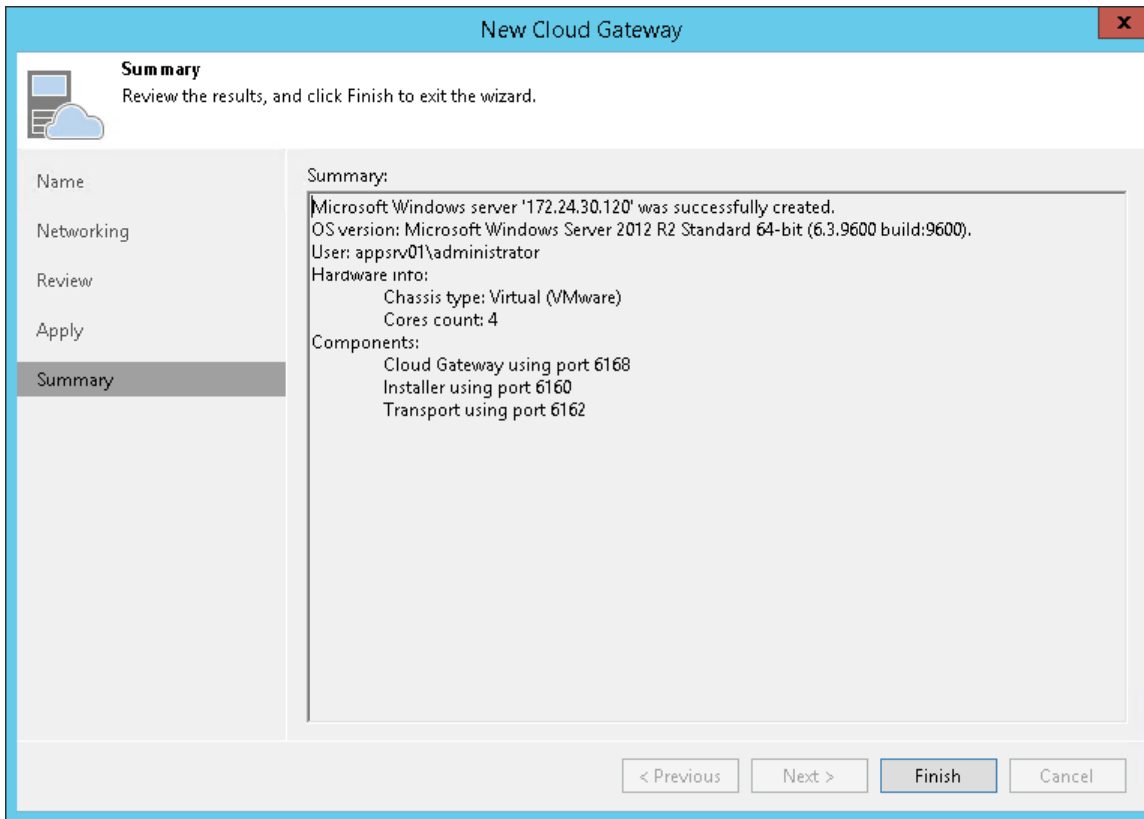 New Cloud Gateway
x
Summary
Review the results, and click Finish to exit the wizard.
Name
Networking
Review
Apply
Summary
Summary:
Microsoft Windows server '172.24.30.120' was successfully created.
OS version: Microsoft Windows Server 2012 R2 Standard 64-bit (6.3.9600 build:9600).
User: appsrv01\administrator
Hardware info:
Chassis type: Virtual (VMware)
Cores count: 4
Components:
Cloud Gateway using port 6168
Installer using port 6160
Transport using port 6162
< Previous
Next >
Finish
Cancel